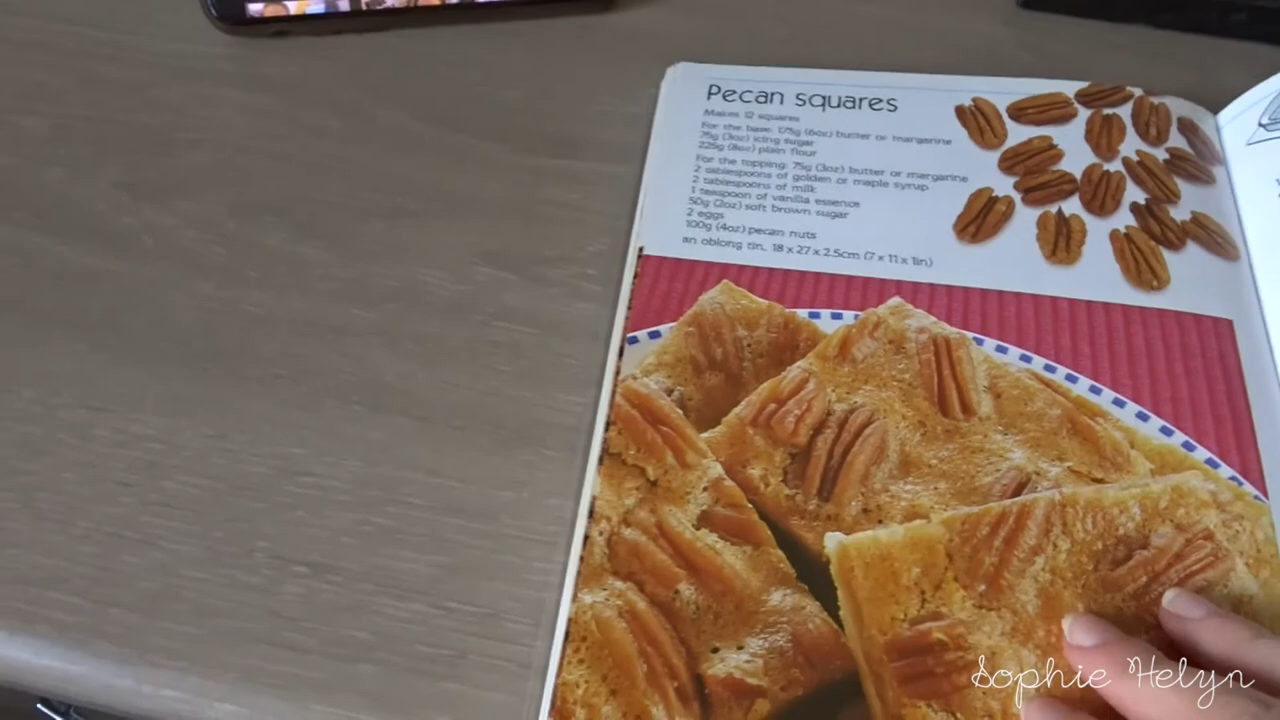 Pecan squares
Makes 12 squares
For the base: 175g (6oz) butter or margarine
75g (3oz) icing sugar
225g (8oz) plain flour
For the topping: 75g (3oz) butter or margarine
2 tablespoons of golden or maple syrup
2 tablespoons of milk
1 teaspoon of vanilla essence
50g (2oz) soft brown sugar
2 eggs
100g (4oz) pecan nuts
an oblong tin, 18 x 27 x 2.5cm (7 x 11 x 1in)
Sophie Helyn